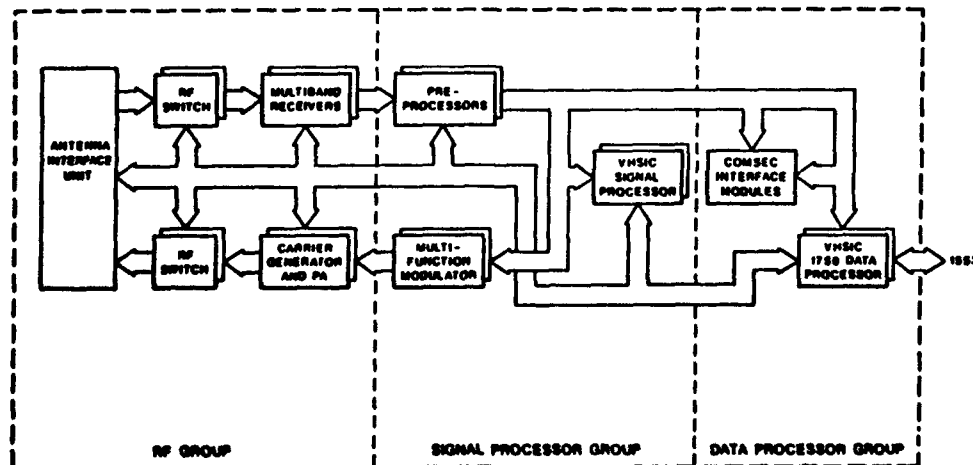 RF
SWITCH
MULTIBAND
RECEIVERS
PRE-
PROCESSORS
ANTENNA
INTERFACE
UNIT
VHSIC
SIGNAL
PROCESSOR
COMSEC
INTERFACE
MODULES
RF
SWITCH
CARRIER
GENERATOR
AND PA
MULTI-
FUNCTION
MODULATOR
VHSIC
1750 DATA
PROCESSOR
1553
RF GROUP
SIGNAL PROCESSOR GROUP
DATA PROCESSOR GROUP